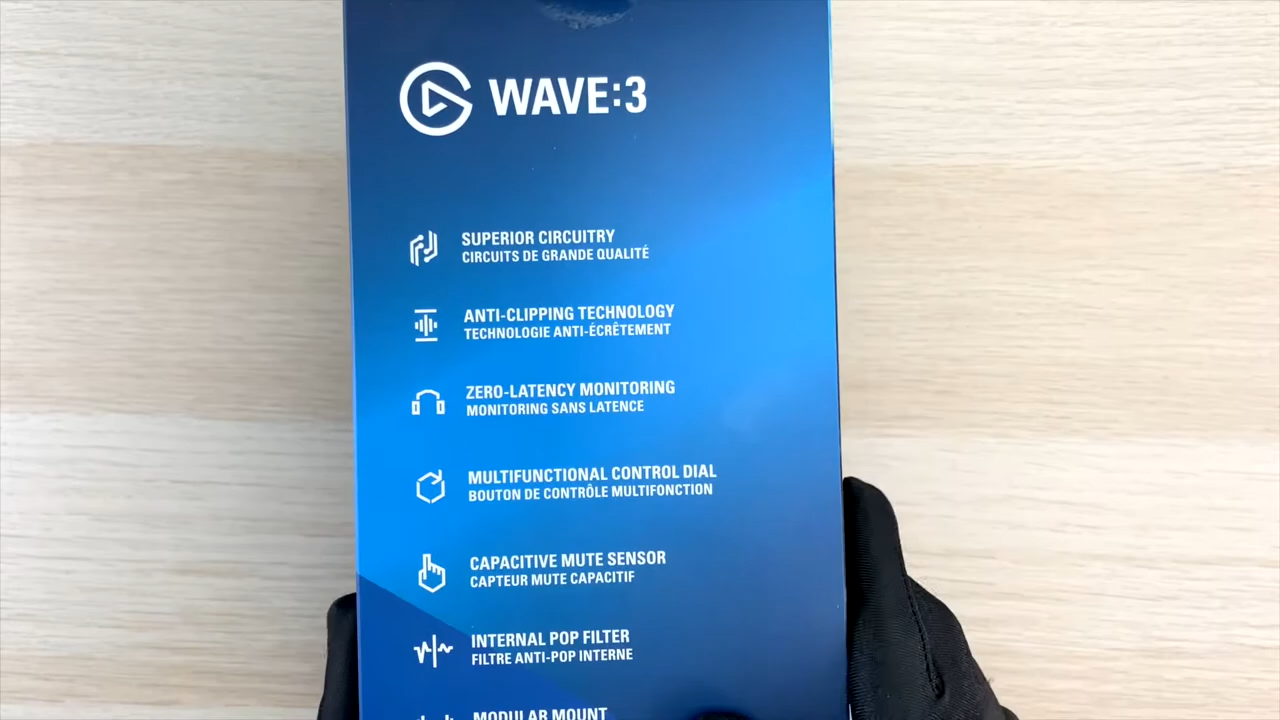 WAVE:3
SUPERIOR CIRCUITRY
CIRCUITS DE GRANDE QUALITÉ
ANTI-CLIPPING TECHNOLOGY
TECHNOLOGIE ANTI-ÉCRÊTEMENT
ZERO-LATENCY MONITORING
MONITORING SANS LATENCE
MULTIFUNCTIONAL CONTROL DIAL
BOUTON DE CONTRÔLE MULTIFONCTION
CAPACITIVE MUTE SENSOR
CAPTEUR MUTE CAPACITIF
INTERNAL POP FILTER
FILTRE ANTI-POP INTERNE
MODULAR MOUNT